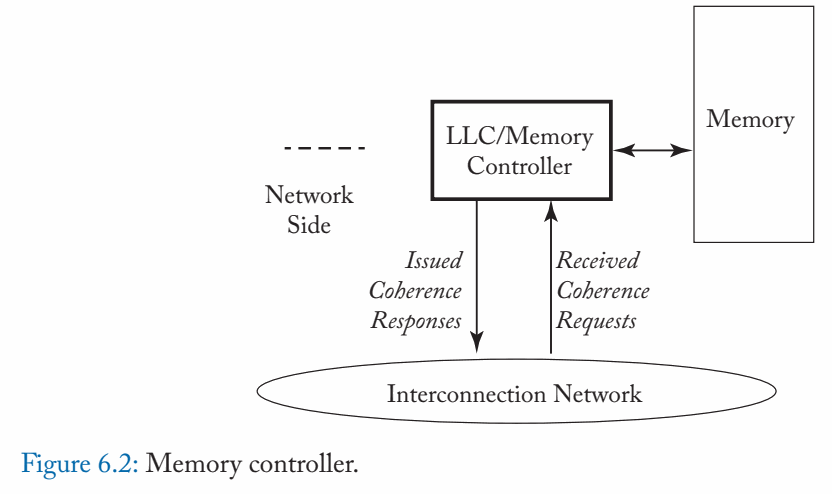 LLC/Memory
Controller
Memory
Network
Side
Issued
Coherence
Responses
Received
Coherence
Requests
Interconnection Network
Figure 6.2: Memory controller.